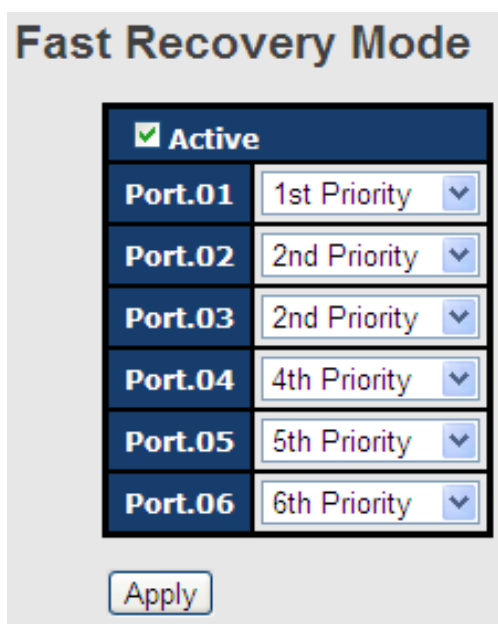 Fast Recovery Mode
Active
Port.01 1st Priority
Port.02 2nd Priority
Port.03 2nd Priority
Port.04 4th Priority
Port.05 5th Priority
Port.06 6th Priority
Apply